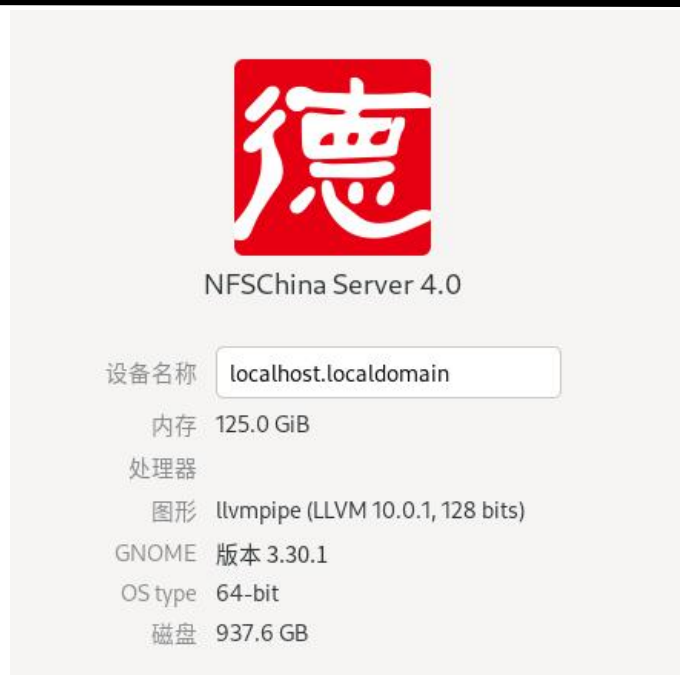 德
NFSChina Server 4.0
设备名称 localhost.localdomain
内存 125.0 GiB
处理器
图形 llvmpipe (LLVM 10.0.1, 128 bits)
GNOME 版本 3.30.1
OS type 64-bit
磁盘 937.6 GB